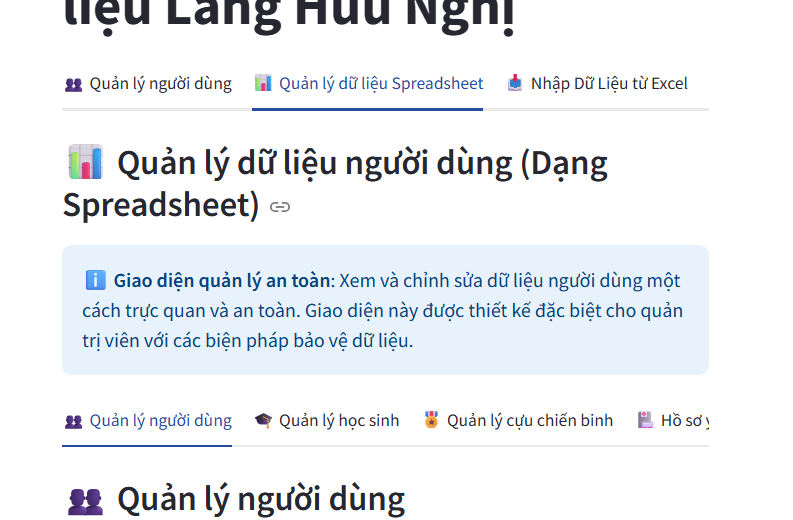 liệu Làng Hữu Nghị
Quản lý người dùng
Quản lý dữ liệu Spreadsheet
Nhập Dữ Liệu từ Excel
Quản lý dữ liệu người dùng (Dạng
Spreadsheet)
Giao diện quản lý an toàn: Xem và chỉnh sửa dữ liệu người dùng một
cách trực quan và an toàn. Giao diện này được thiết kế đặc biệt cho quản
trị viên với các biện pháp bảo vệ dữ liệu.
Quản lý người dùng
Quản lý học sinh
Quản lý cựu chiến binh
Hồ sơ
Quản lý người dùng